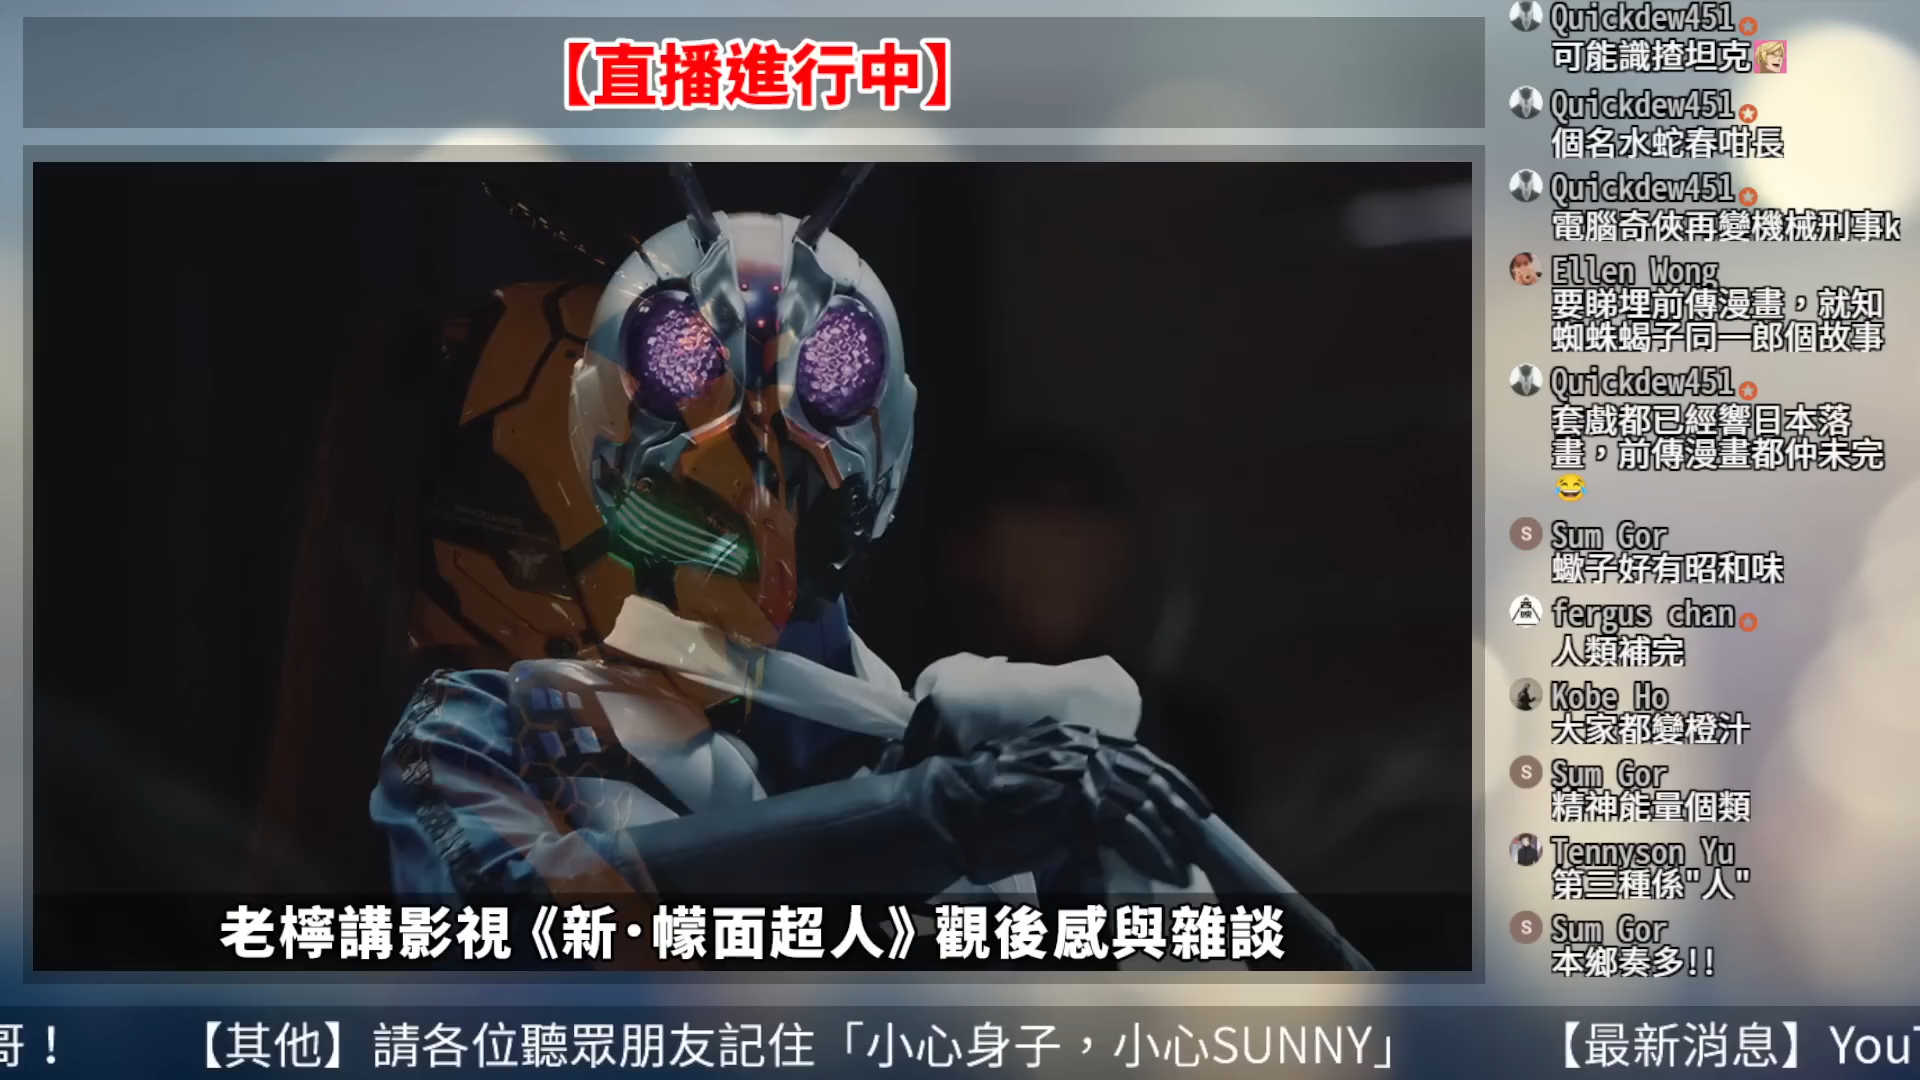 【直播進行中】
老檸講影視《新·幪面超人》觀後感與雜談
Quickdew451
可能識揸坦克
Quickdew451
個名水蛇春咁長
Quickdew451
電腦奇俠再變機械刑事k
Ellen Wong
要睇埋前傳漫畫，就知
蜘蛛蝎子同一郎個故事
Quickdew451
套戲都已經響日本落
畫，前傳漫畫都仲未完
😂
Sum Gor
蠍子好有昭和味
fergus chan
人類補完
Kobe Ho
大家都變橙汁
Sum Gor
精神能量個類
Tennyson Yu
第三種係"人"
Sum Gor
本鄉奏多!!
哥！ 【其他】請各位聽眾朋友記住「小心身子，小心SUNNY」 【最新消息】YouT